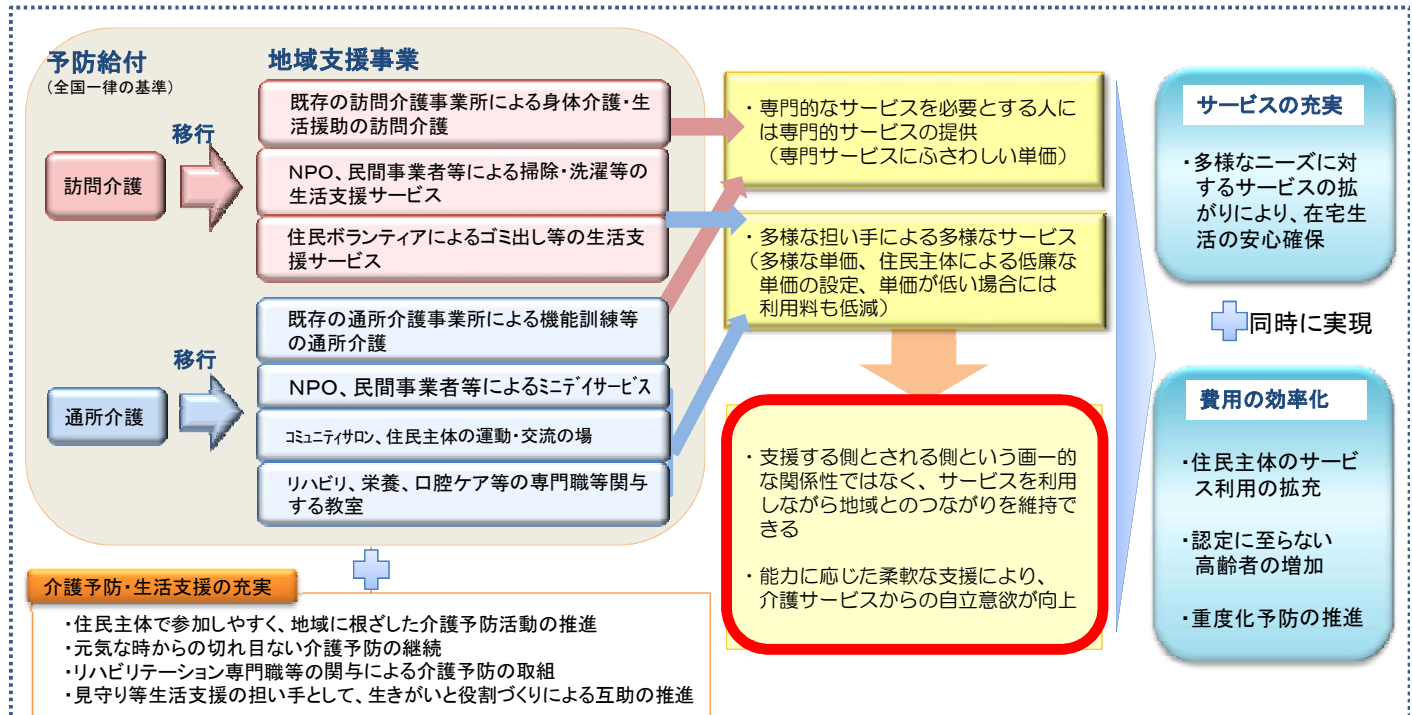 予防給付
(全国一律の基準)
移行
訪問介護
移行
通所介護
地域支援事業
既存の訪問介護事業所による身体介護・生
活援助の訪問介護
NPO、民間事業者等による掃除・洗濯等の
生活支援サービス
住民ボランティアによるゴミ出し等の生活支
援サービス
既存の通所介護事業所による機能訓練等
の通所介護
NPO、民間事業者等によるミニデイサービス
コミュニティサロン、住民主体の運動・交流の場
リハビリ、栄養、口腔ケア等の専門職等関与
する教室
介護予防・生活支援の充実
・住民主体で参加しやすく、地域に根ざした介護予防活動の推進
・元気な時からの切れ目ない介護予防の継続
・リハビリテーション専門職等の関与による介護予防の取組
・見守り等生活支援の担い手として、生きがいと役割づくりによる互助の推進
・専門的なサービスを必要とする人に
は専門的サービスの提供
(専門サービスにふさわしい単価)
・多様な担い手による多様なサービス
(多様な単価、住民主体による低廉な
単価の設定、単価が低い場合には
利用料も低減)
・支援する側とされる側という画一的
な関係性ではなく、サービスを利用
しながら地域とのつながりを維持で
きる
・能力に応じた柔軟な支援により、
介護サービスからの自立意欲が向上
サービスの充実
・多様なニーズに対
するサービスの拡
がりにより、在宅生
活の安心確保
同時に実現
費用の効率化
・住民主体のサービ
ス利用の拡充
・認定に至らない
高齢者の増加
・重度化予防の推進